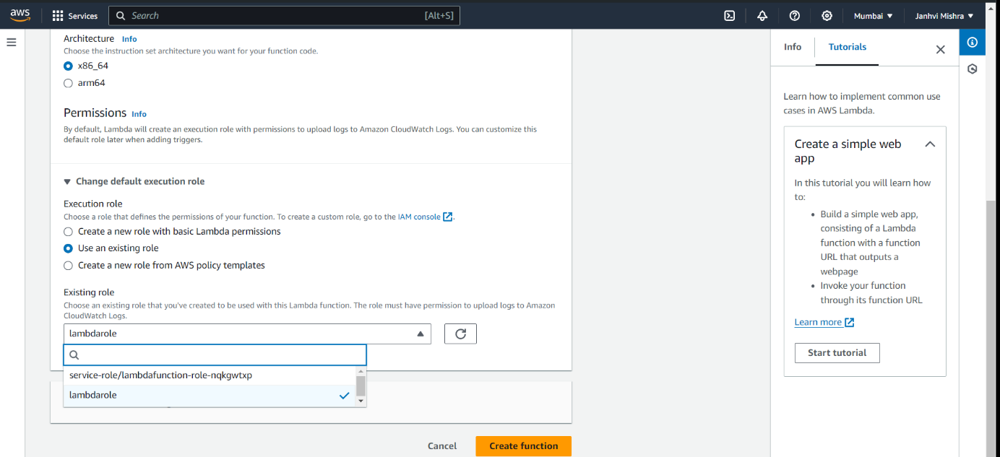 aws
Services
Search
[Alt+S]
Mumbai
Janhvi Mishra
Architecture Info
Choose the instruction set architecture you want for your function code.
x86_64
arm64
Permissions Info
By default, Lambda will create an execution role with permissions to upload logs to Amazon CloudWatch Logs. You can customize this
default role later when adding triggers.
Change default execution role
Execution role
Choose a role that defines the permissions of your function. To create a custom role, go to the IAM console.
Create a new role with basic Lambda permissions
Use an existing role
Create a new role from AWS policy templates
Existing role
Choose an existing role that you've created to be used with this Lambda function. The role must have permission to upload logs to Amazon
CloudWatch Logs.
lambdarole
service-role/lambdafunction-role-nqkgwtxp
lambdarole
Cancel
Create function
Info
Tutorials
Learn how to implement common use
cases in AWS Lambda.
Create a simple web
app
In this tutorial you will learn how
to:
• Build a simple web app,
consisting of a Lambda
function with a function
URL that outputs a
webpage
• Invoke your function
through its function URL
Learn more
Start tutorial